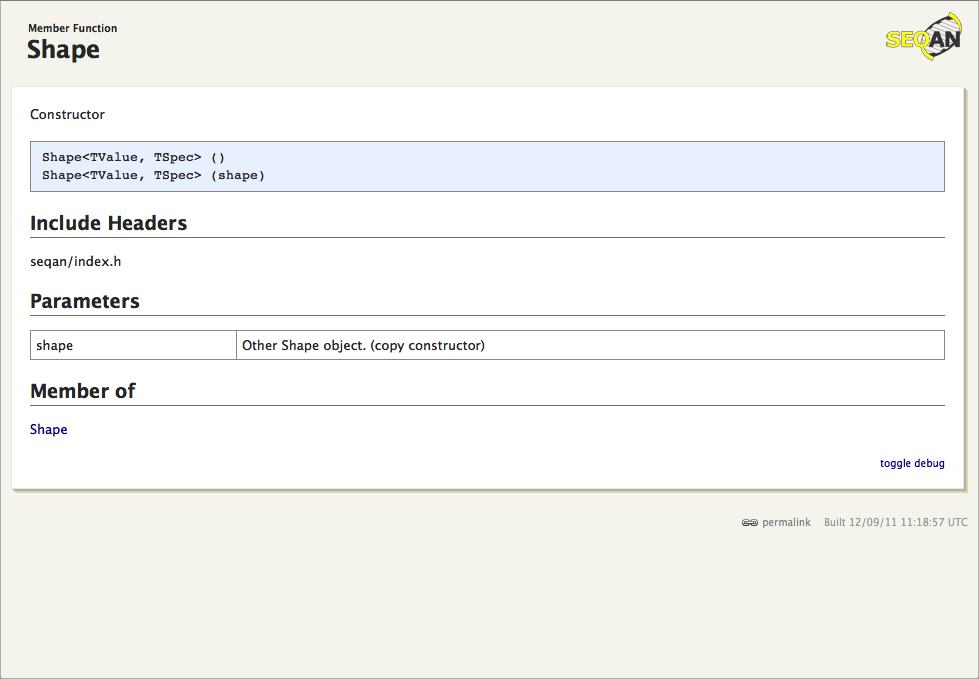 Member Function
Shape
SEQAN
Constructor
Shape<TValue, TSpec> ()
Shape<TValue, TSpec> (shape)
Include Headers
seqan/index.h
Parameters
shape Other Shape object. (copy constructor)
Member of
Shape
toggle debug
permalink Built 12/09/11 11:18:57 UTC